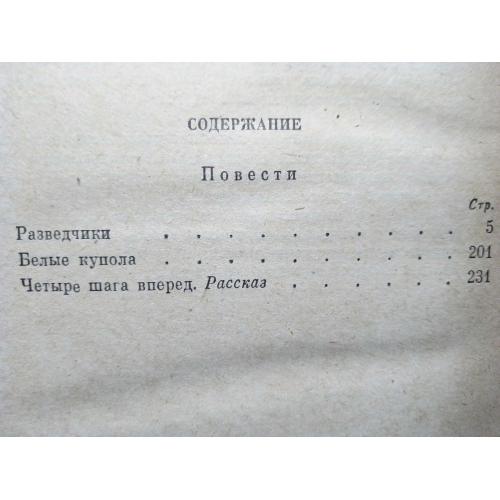 СОДЕРЖАНИЕ
Повести
Стр.
Разведчики . . . . . . . . . . 5
Белые купола . . . . . . . . . . 201
Четыре шага вперед. Рассказ . . . . . . 231